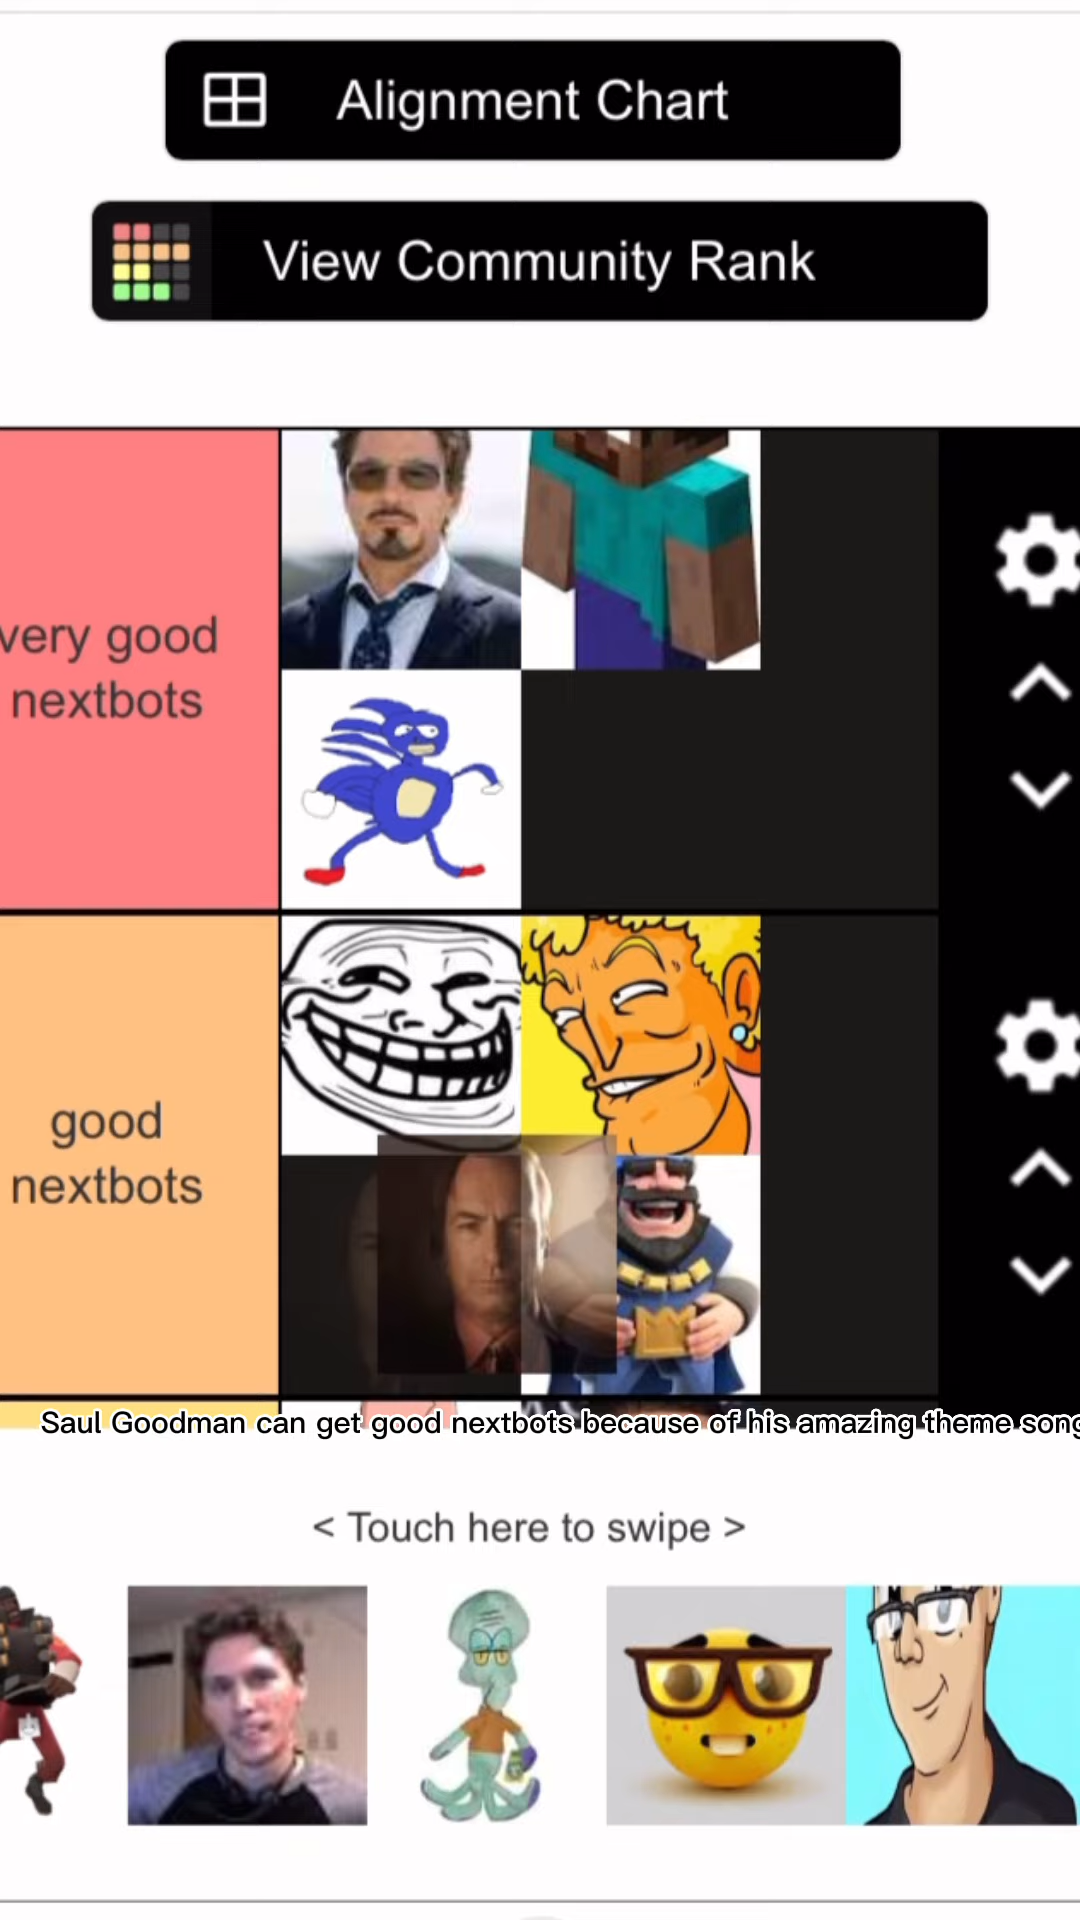 Alignment Chart
View Community Rank
very good
nextbots
good
nextbots
Saul Goodman can get good nextbots because of his amazing theme song
< Touch here to swipe >